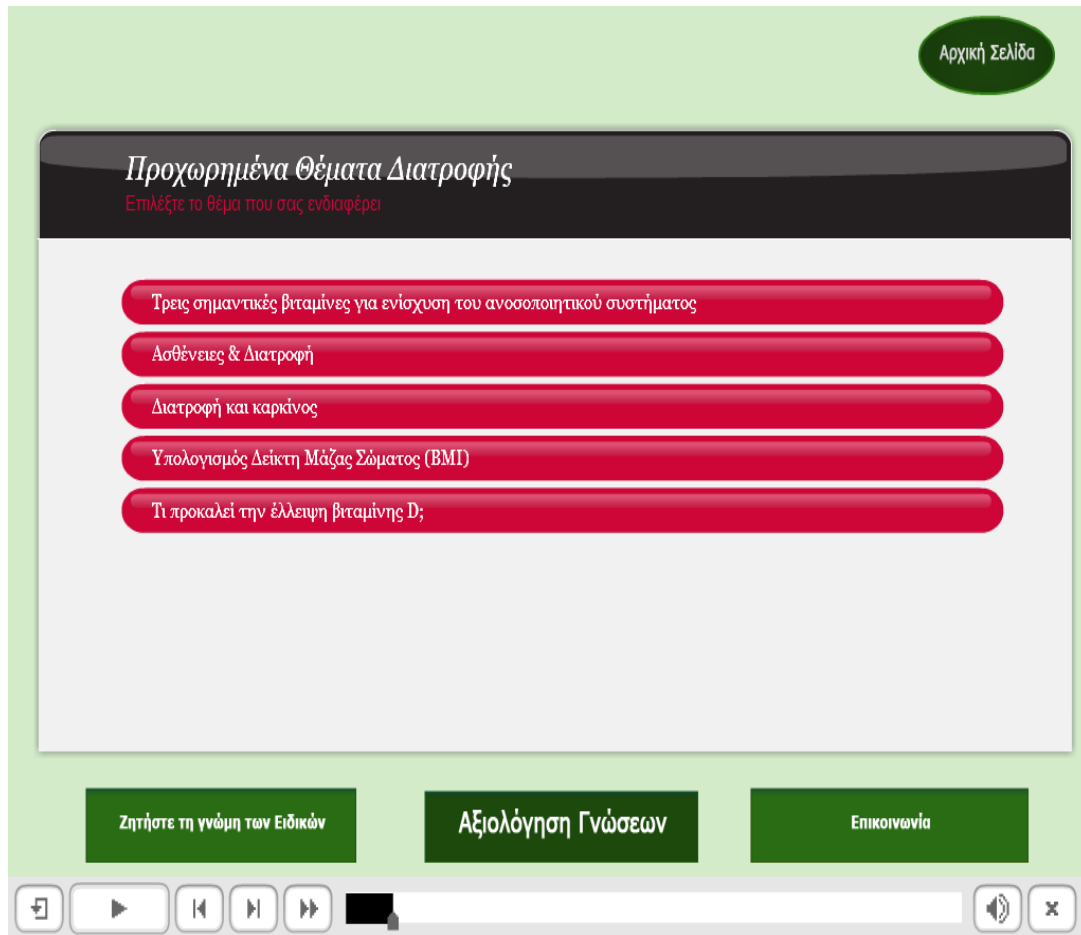 Αρχική Σελίδα
Προχωρημένα Θέματα Διατροφής
Επιλέξτε το θέμα που σας ενδιαφέρει
Τρεις σημαντικές βιταμίνες για ενίσχυση του ανοσοποιητικού συστήματος
Ασθένειες & Διατροφή
Διατροφή και καρκίνος
Υπολογισμός Δείκτη Μάζας Σώματος (BMI)
Τι προκαλεί την έλλειψη βιταμίνης D;
Ζητήστε τη γνώμη των Ειδικών
Αξιολόγηση Γνώσεων
Επικοινωνία